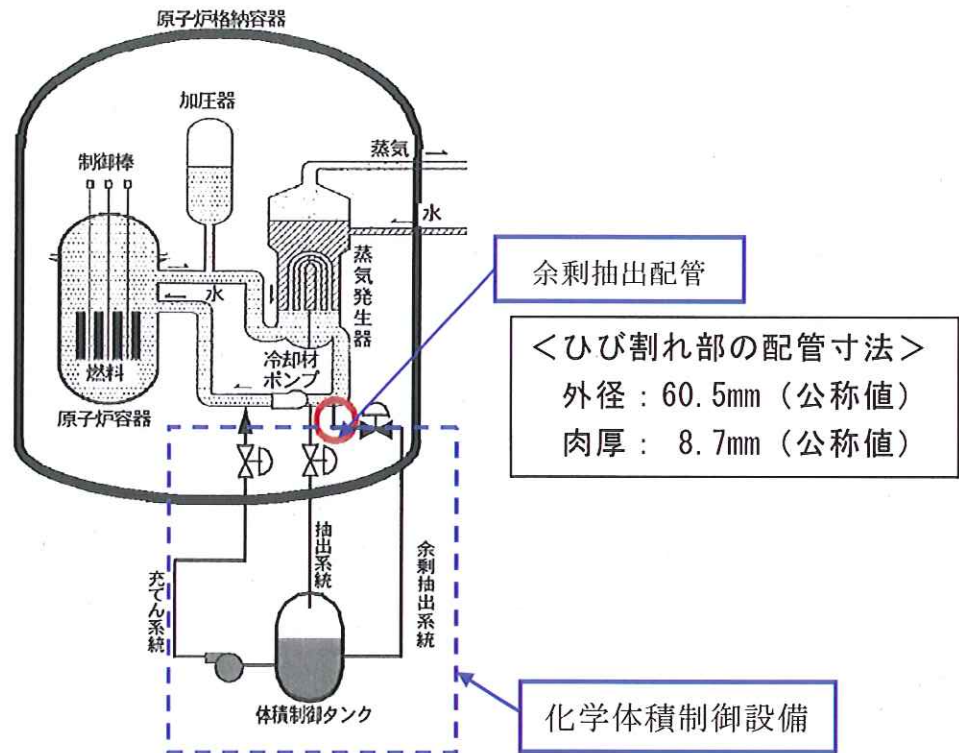 原子炉格納容器
加圧器
制御棒
蒸気
水
蒸気発生器
水
余剰抽出配管
冷却材
ポンプ
燃料
原子炉容器
<ひび割れ部の配管寸法>
外径：60.5mm（公称値）
肉厚： 8.7mm（公称値）
充てん系統
抽出系統
余剰抽出系統
体積制御タンク
化学体積制御設備